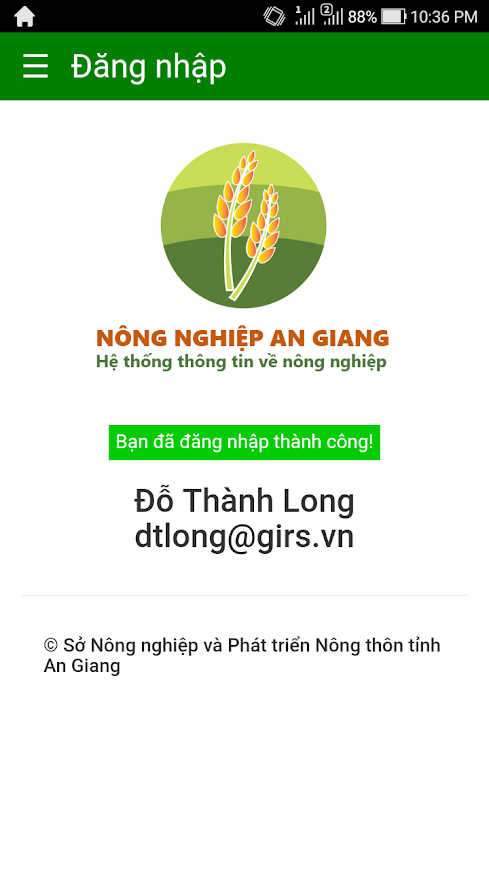 1 2 88% 10:36 PM
Đăng nhập
NÔNG NGHIỆP AN GIANG
Hệ thống thông tin về nông nghiệp
Bạn đã đăng nhập thành công!
Đỗ Thành Long
dtlong@girs.vn
© Sở Nông nghiệp và Phát triển Nông thôn tỉnh
An Giang